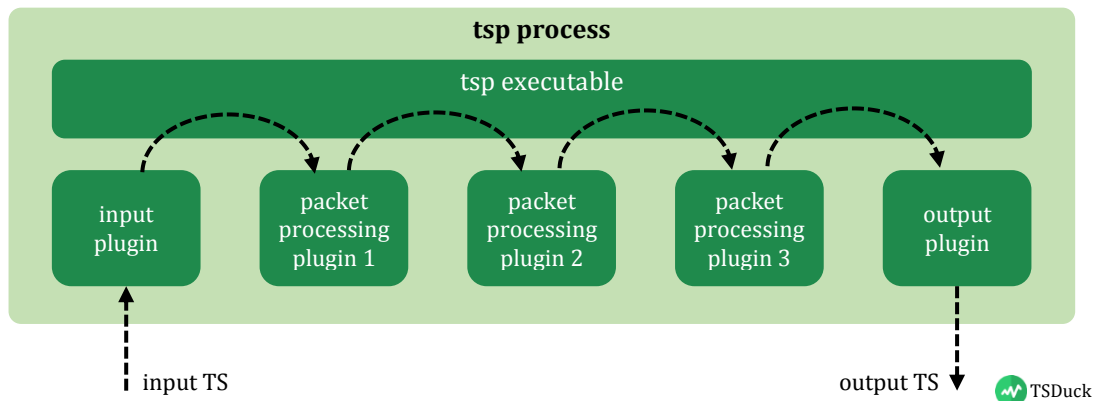 tsp process
tsp executable
input
plugin
packet
processing
plugin 1
packet
processing
plugin 2
packet
processing
plugin 3
output
plugin
input TS
output TS
TSDuck